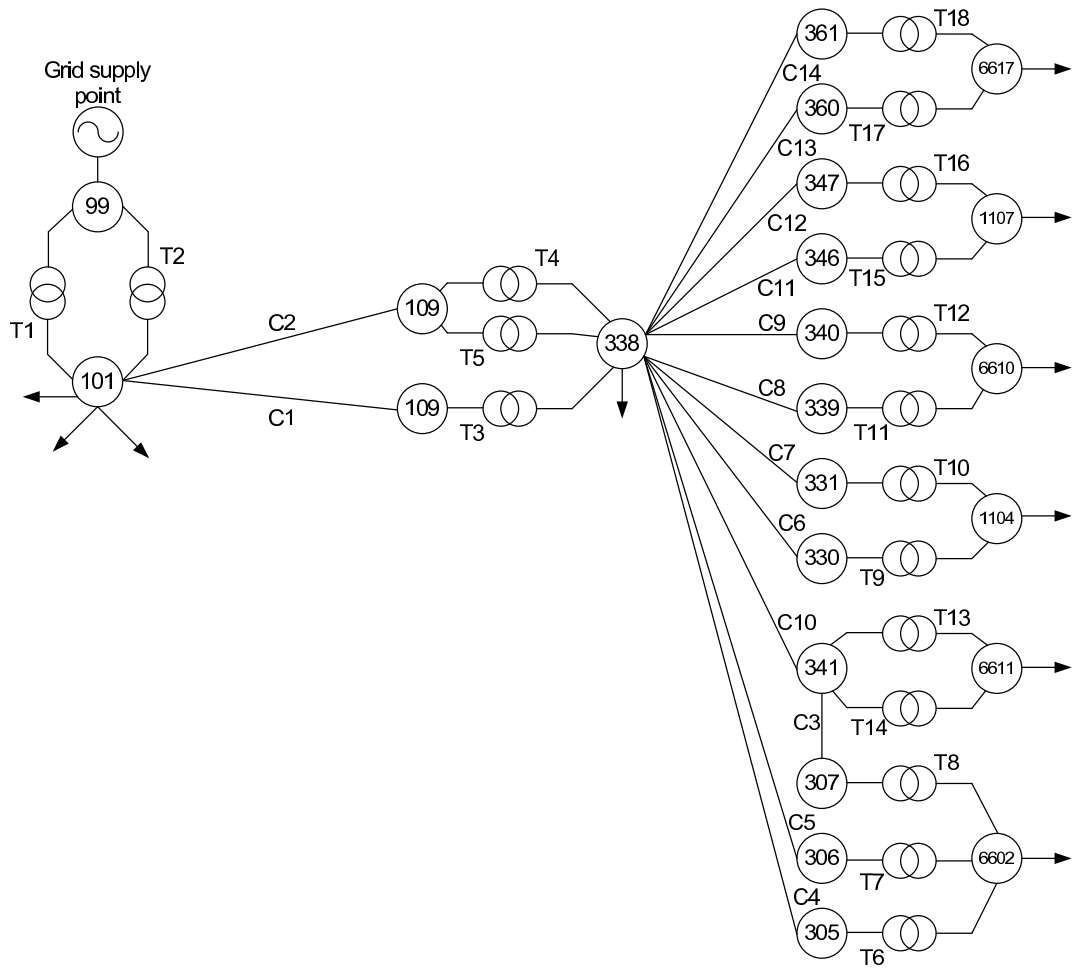 Grid supply
point
99
T1
T2
101
C2
C1
109
T4
T5
109
T3
338
C14
361
T18
6617
C13
360
T17
C12
347
T16
1107
C11
346
T15
C9
340
T12
6610
C8
339
T11
C7
331
T10
1104
C6
330
T9
C10
341
T13
6611
T14
C3
307
T8
C5
306
T7
6602
C4
305
T6